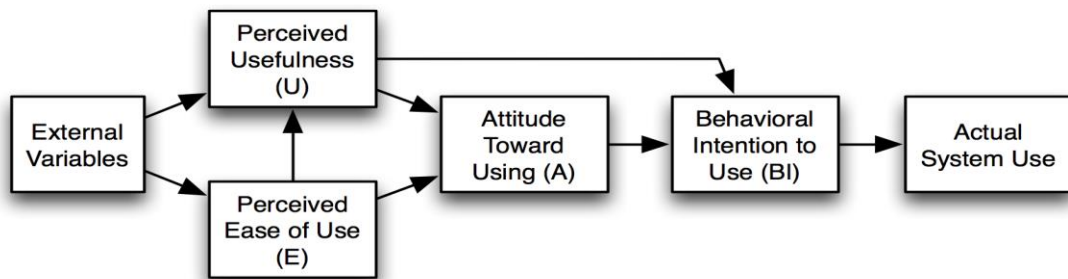 External
Variables
Perceived
Usefulness
(U)
Perceived
Ease of Use
(E)
Attitude
Toward
Using (A)
Behavioral
Intention to
Use (BI)
Actual
System Use